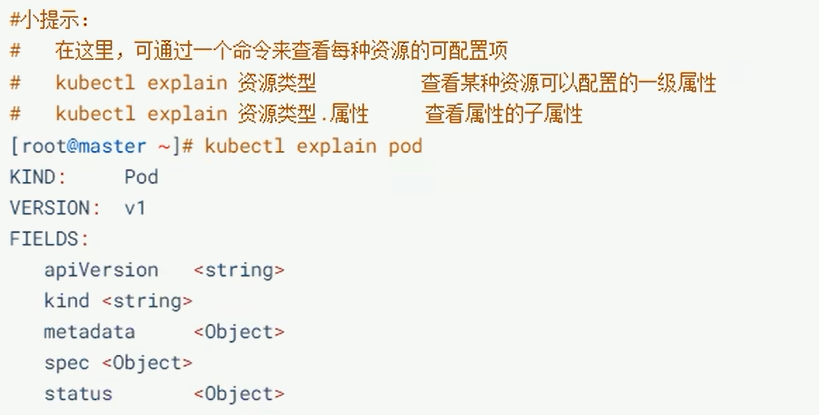 #小提示：
#   在这里，可通过一个命令来查看每种资源的可配置项
#   kubectl explain 资源类型         查看某种资源可以配置的一级属性
#   kubectl explain 资源类型.属性     查看属性的子属性
[root@master ~]# kubectl explain pod
KIND:     Pod
VERSION:  v1
FIELDS:
   apiVersion   <string>
   kind <string>
   metadata     <Object>
   spec <Object>
   status       <Object>